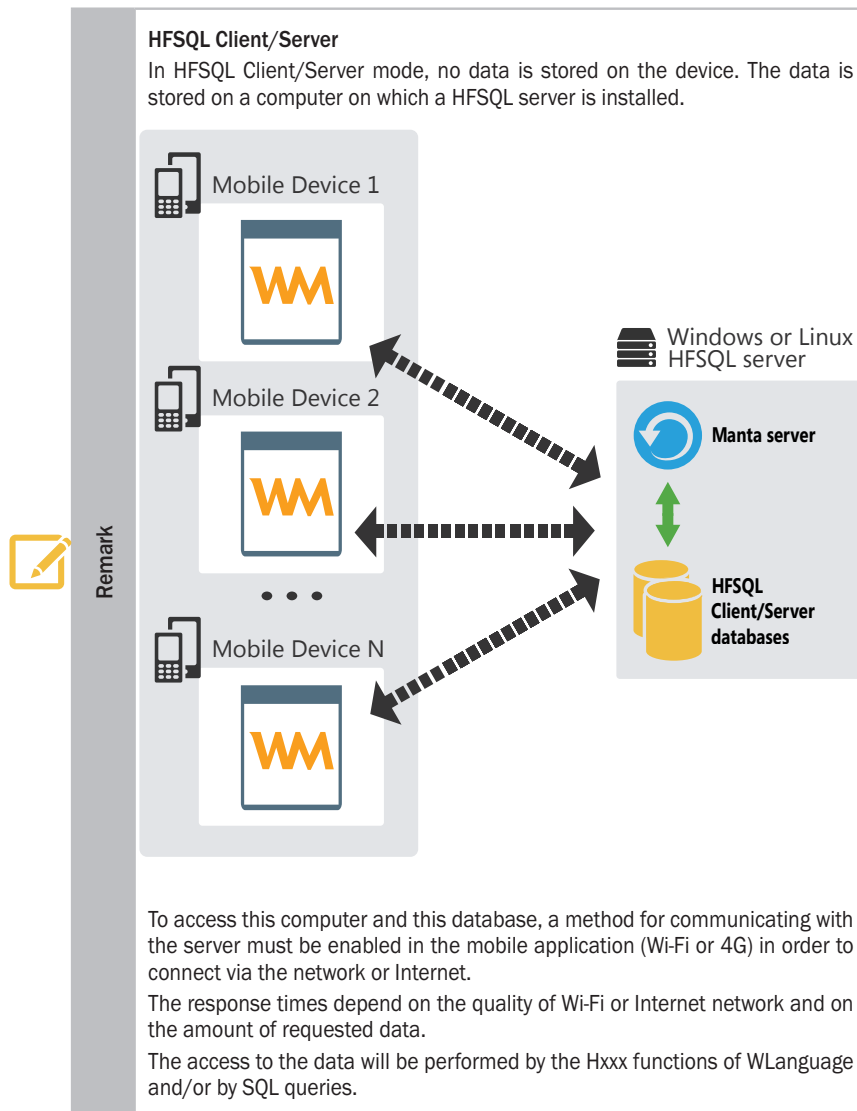 HFSQL Client/Server
In HFSQL Client/Server mode, no data is stored on the device. The data is
stored on a computer on which a HFSQL server is installed.
Mobile Device 1
WM
Windows or Linux
HFSQL server
Mobile Device 2
Manta server
WM
Remark
HFSQL
Client/Server
databases
• • •
Mobile Device N
WM
To access this computer and this database, a method for communicating with
the server must be enabled in the mobile application (Wi-Fi or 4G) in order to
connect via the network or Internet.
The response times depend on the quality of Wi-Fi or Internet network and on
the amount of requested data.
The access to the data will be performed by the Hxxx functions of WLanguage
and/or by SQL queries.